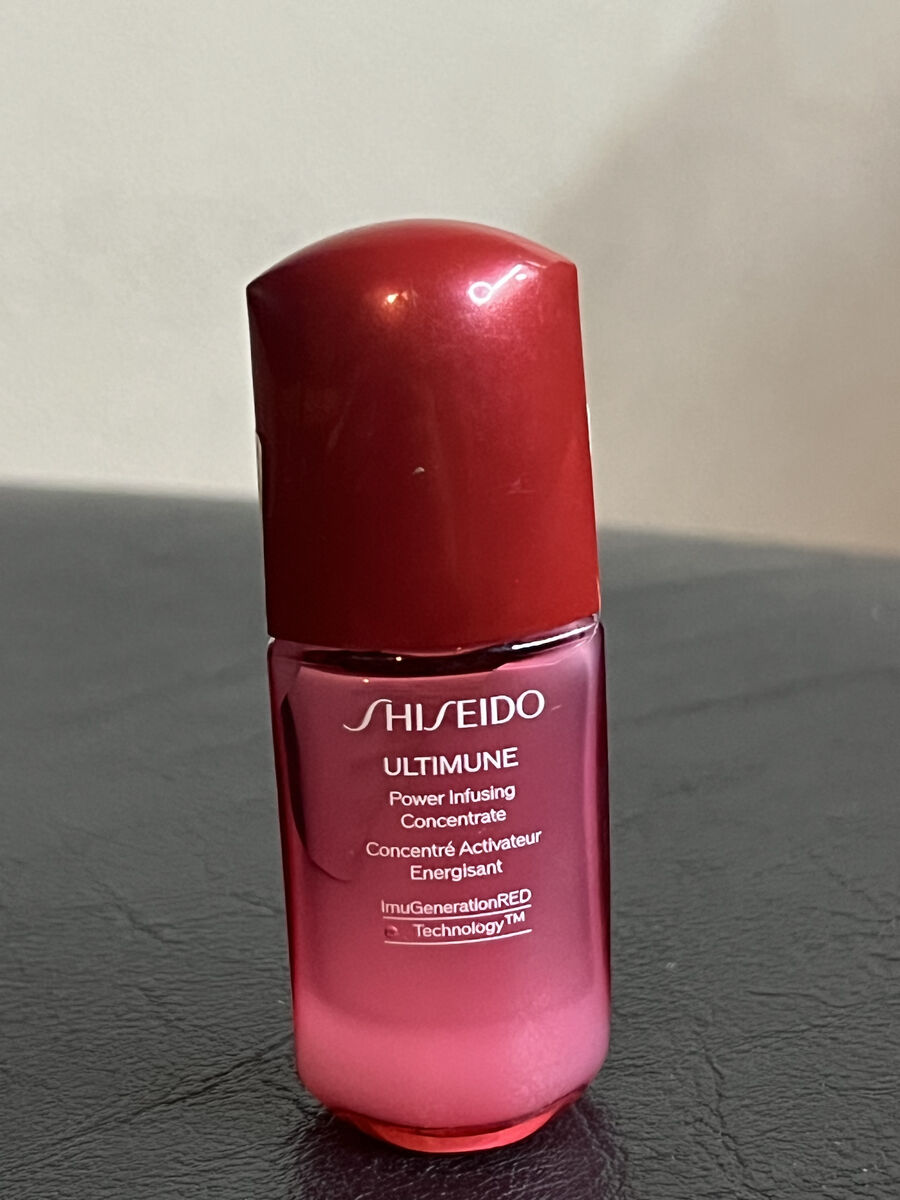 SHISEIDO
ULTIMUNE
Power Infusing
Concentrate
Concentré Activateur
Energisant
ImuGenerationRED
Technology™